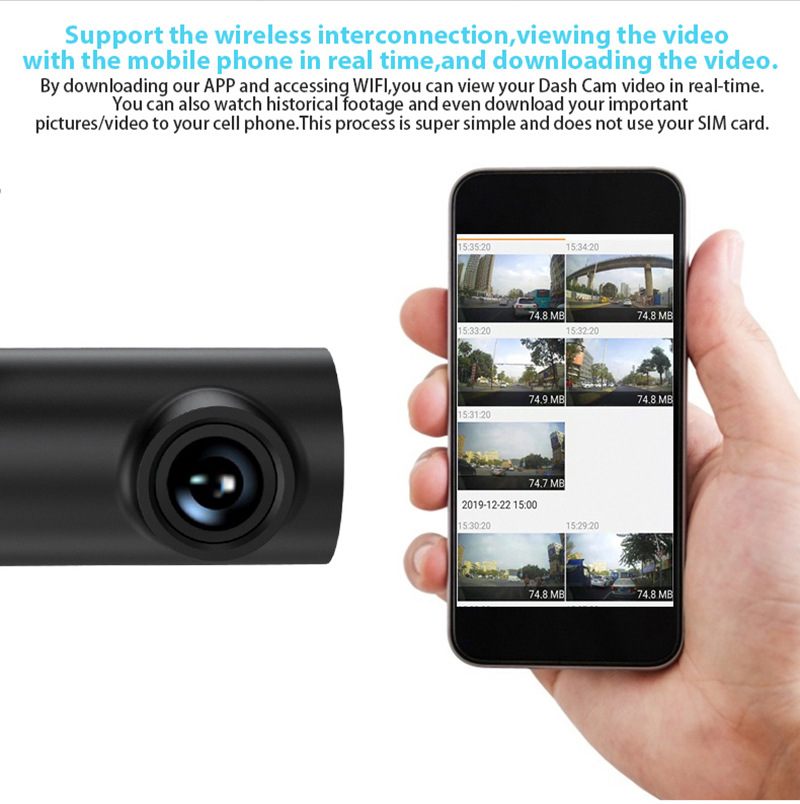 Support the wireless interconnection,viewing the video
with the mobile phone in real time,and downloading the video.
By downloading our APP and accessing WIFI,you can view your Dash Cam video in real-time.
You can also watch historical footage and even download your important
pictures/video to your cell phone.This process is super simple and does not use your SIM card.
15:35:20 15:34:20
74.8 MB 74.8 MB
15:33:20 15:32:20
74.9 MB 74.8 MB
15:31:20
74.7 MB
2019-12-22 15:00
15:30:20 15:29:20
74.8 MB 74.8 MB